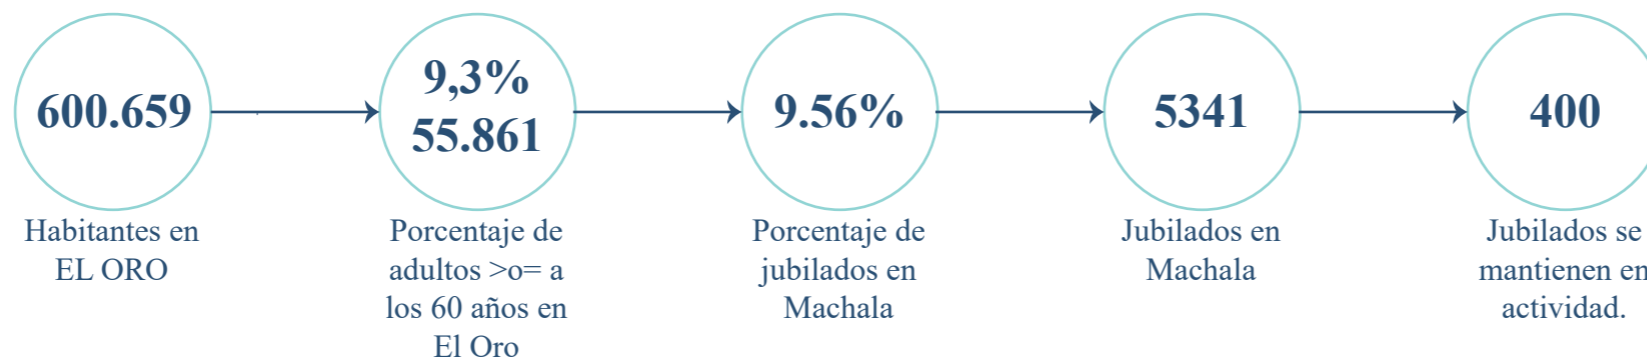 600.659
Habitantes en
EL ORO
9,3%
55.861
Porcentaje de
adultos >o= a
los 60 años en
El Oro
9.56%
Porcentaje de
jubilados en
Machala
5341
Jubilados en
Machala
400
Jubilados se
mantienen en
actividad.